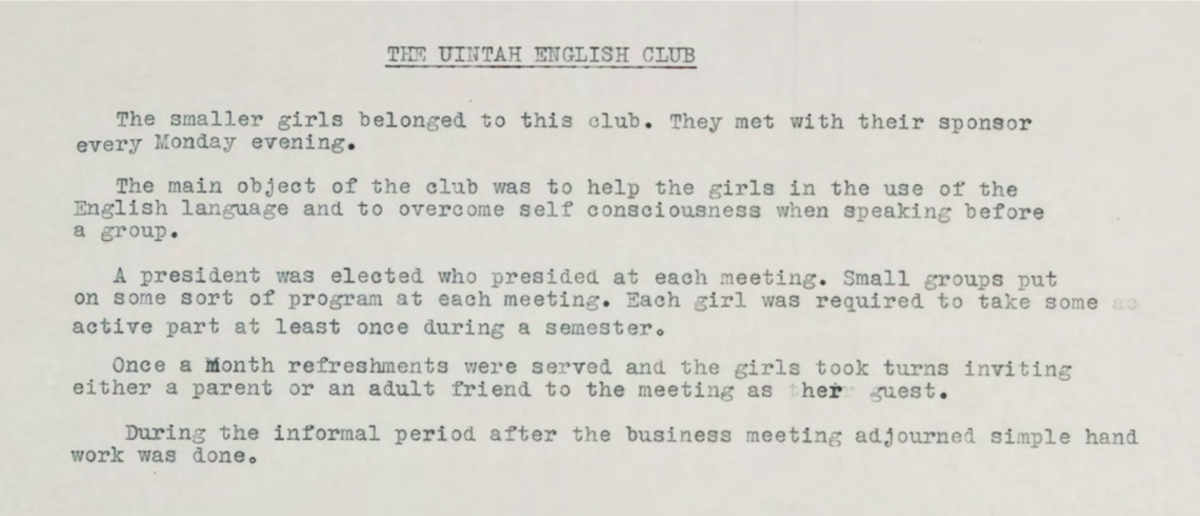 THE UINTAH ENGLISH CLUB
The smaller girls belonged to this club. They met with their sponsor
every Monday evening.
The main object of the club was to help the girls in the use of the
English language and to overcome self consciousness when speaking before
a group.
A president was elected who presided at each meeting. Small groups put
on some sort of program at each meeting. Each girl was required to take some
active part at least once during a semester.
Once a Month refreshments were served and the girls took turns inviting
either a parent or an adult friend to the meeting as her guest.
During the informal period after the business meeting adjourned simple hand
work was done.